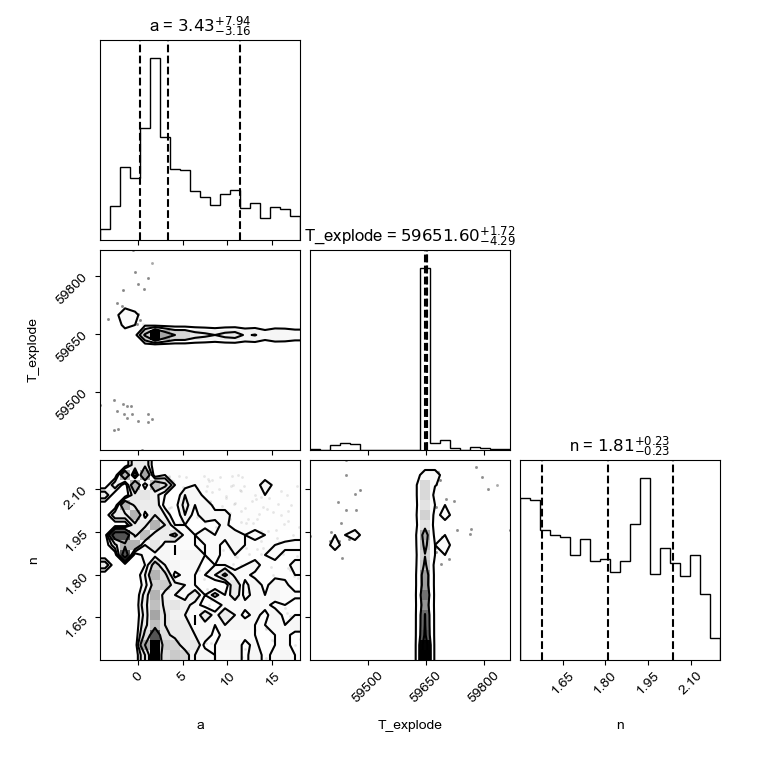 a = 3.43+7.94−3.16
T_explode = 59651.60+1.72−4.29
n = 1.81+0.23−0.23
59800
59650
59500
T_explode
2.10
1.95
1.80
1.65
n
0 5 10 15
59500 59650 59800
1.65 1.80 1.95 2.10
a
T_explode
n